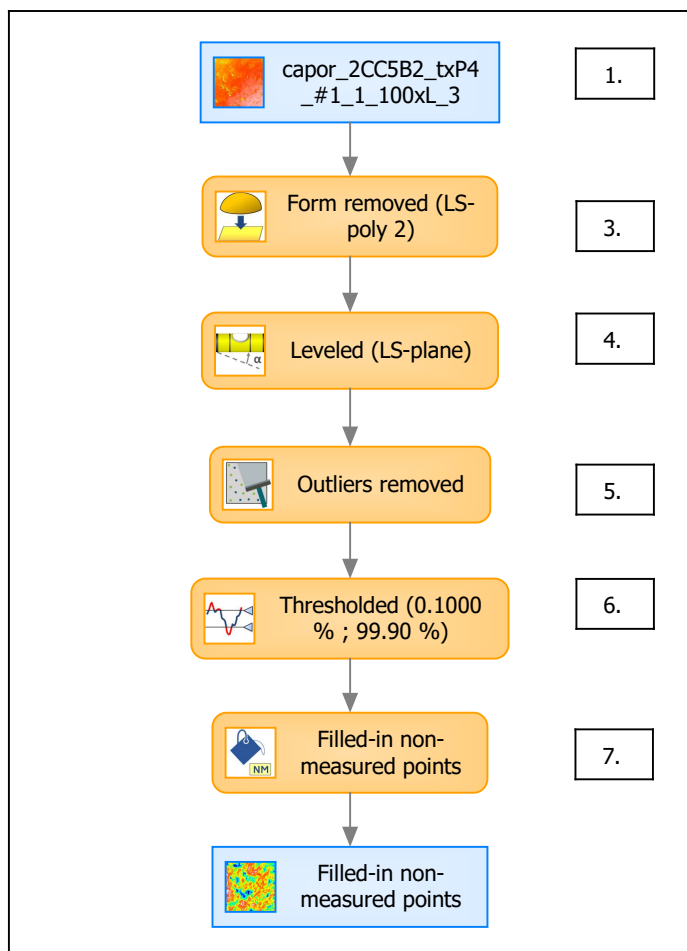 capor_2CC5B2_txP4
_#1_1_100xL_3
1.
Form removed (LS-
poly 2)
3.
α
Leveled (LS-plane)
4.
Outliers removed
5.
Thresholded (0.1000
% ; 99.90 %)
6.
NM
Filled-in non-
measured points
7.
Filled-in non-
measured points